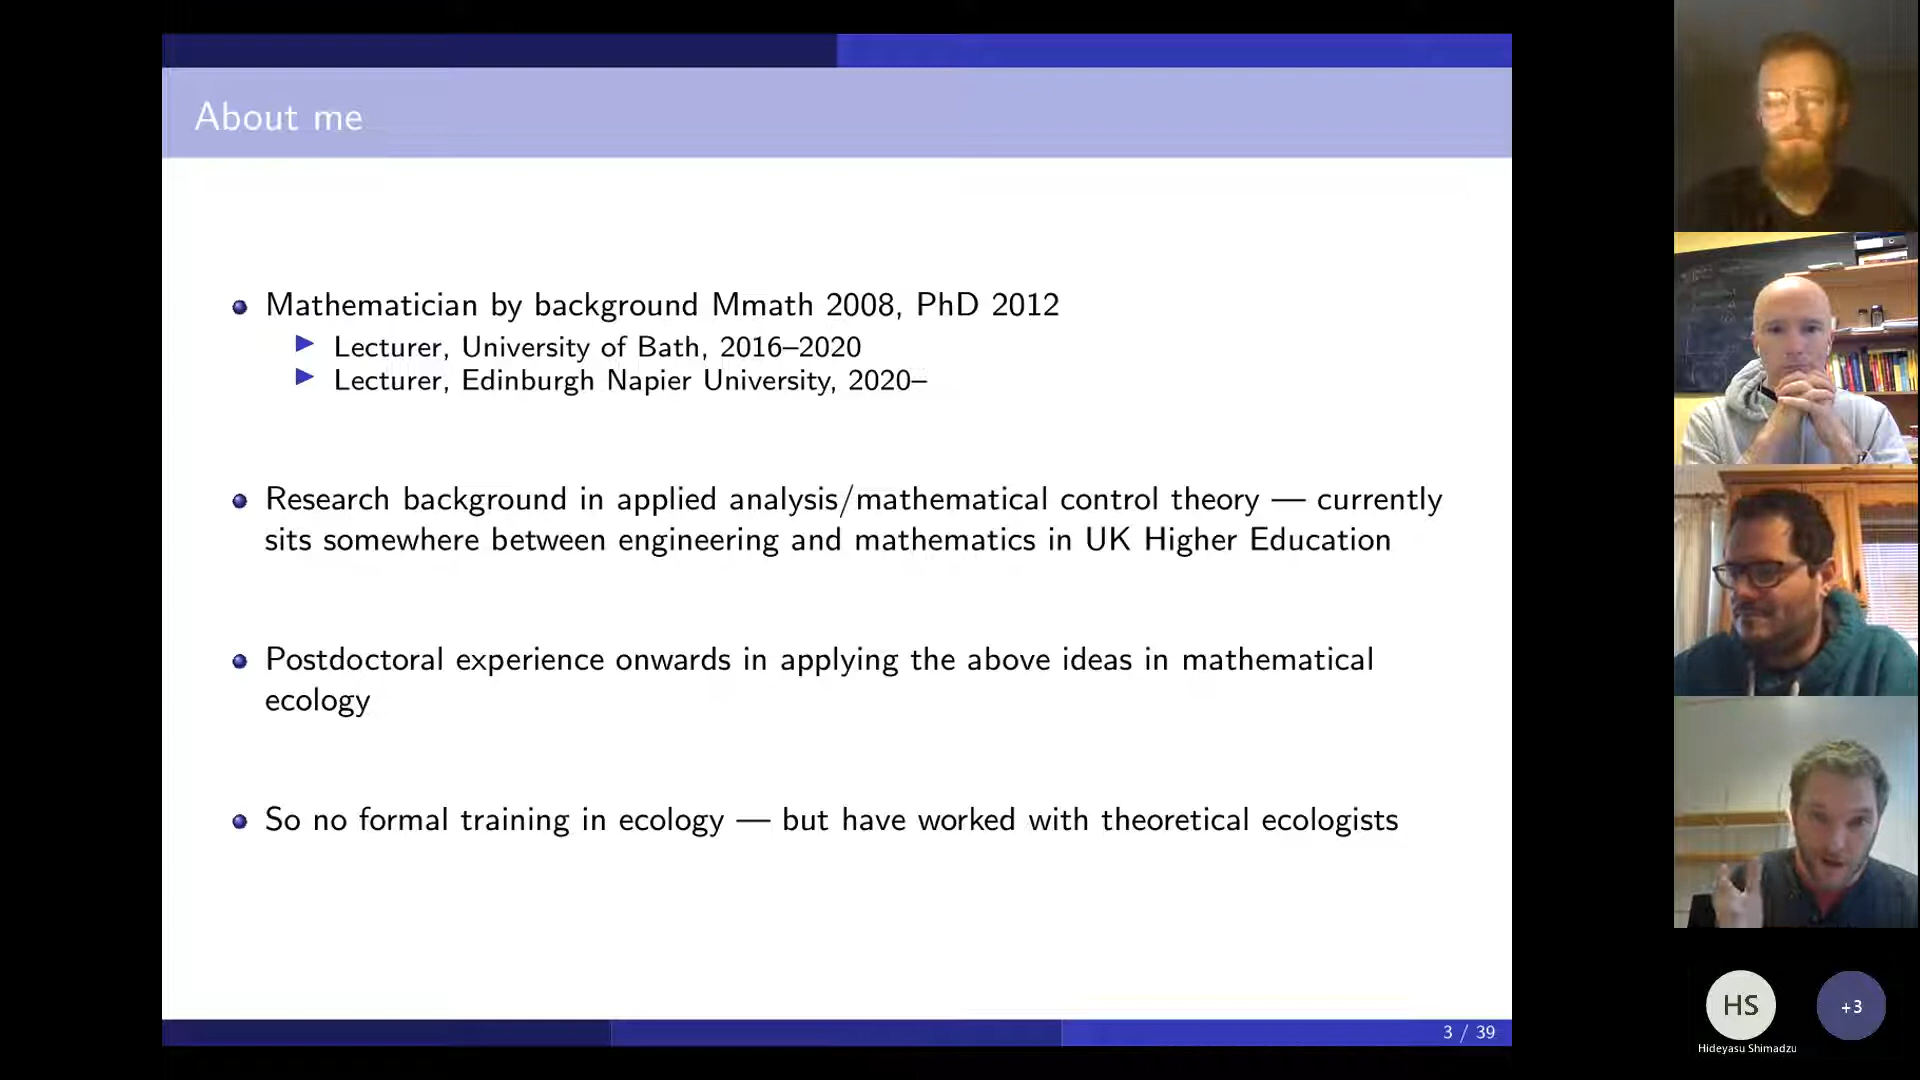 About me
Mathematician by background Mmath 2008, PhD 2012
Lecturer, University of Bath, 2016–2020
Lecturer, Edinburgh Napier University, 2020–
Research background in applied analysis/mathematical control theory — currently
sits somewhere between engineering and mathematics in UK Higher Education
Postdoctoral experience onwards in applying the above ideas in mathematical
ecology
So no formal training in ecology — but have worked with theoretical ecologists
3 / 39
HS
+3
Hideyasu Shimadzu